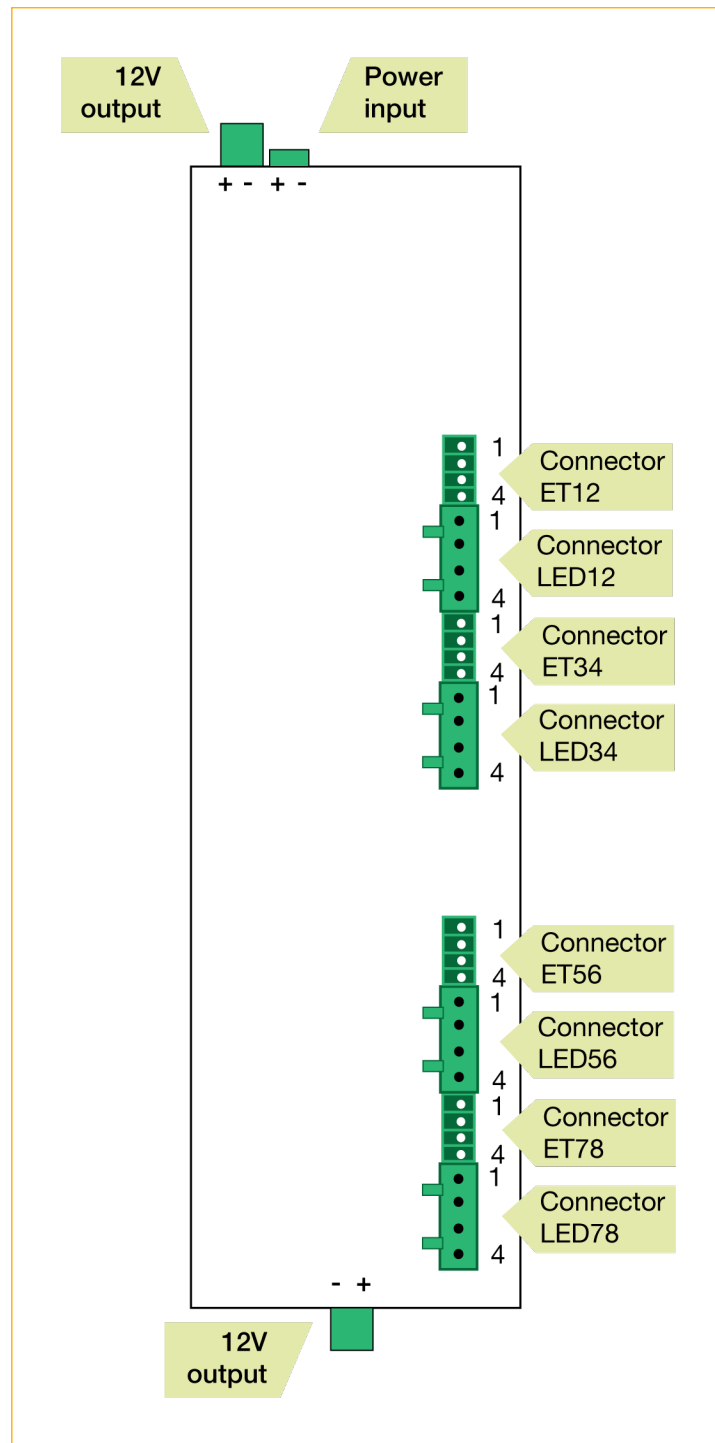 12V
output
Power
input
+ - + -
1
Connector
ET12
4
1
Connector
LED12
4
1
Connector
ET34
4
1
Connector
LED34
4
1
Connector
ET56
4
1
Connector
LED56
4
1
Connector
ET78
4
1
Connector
LED78
4
- +
12V
output